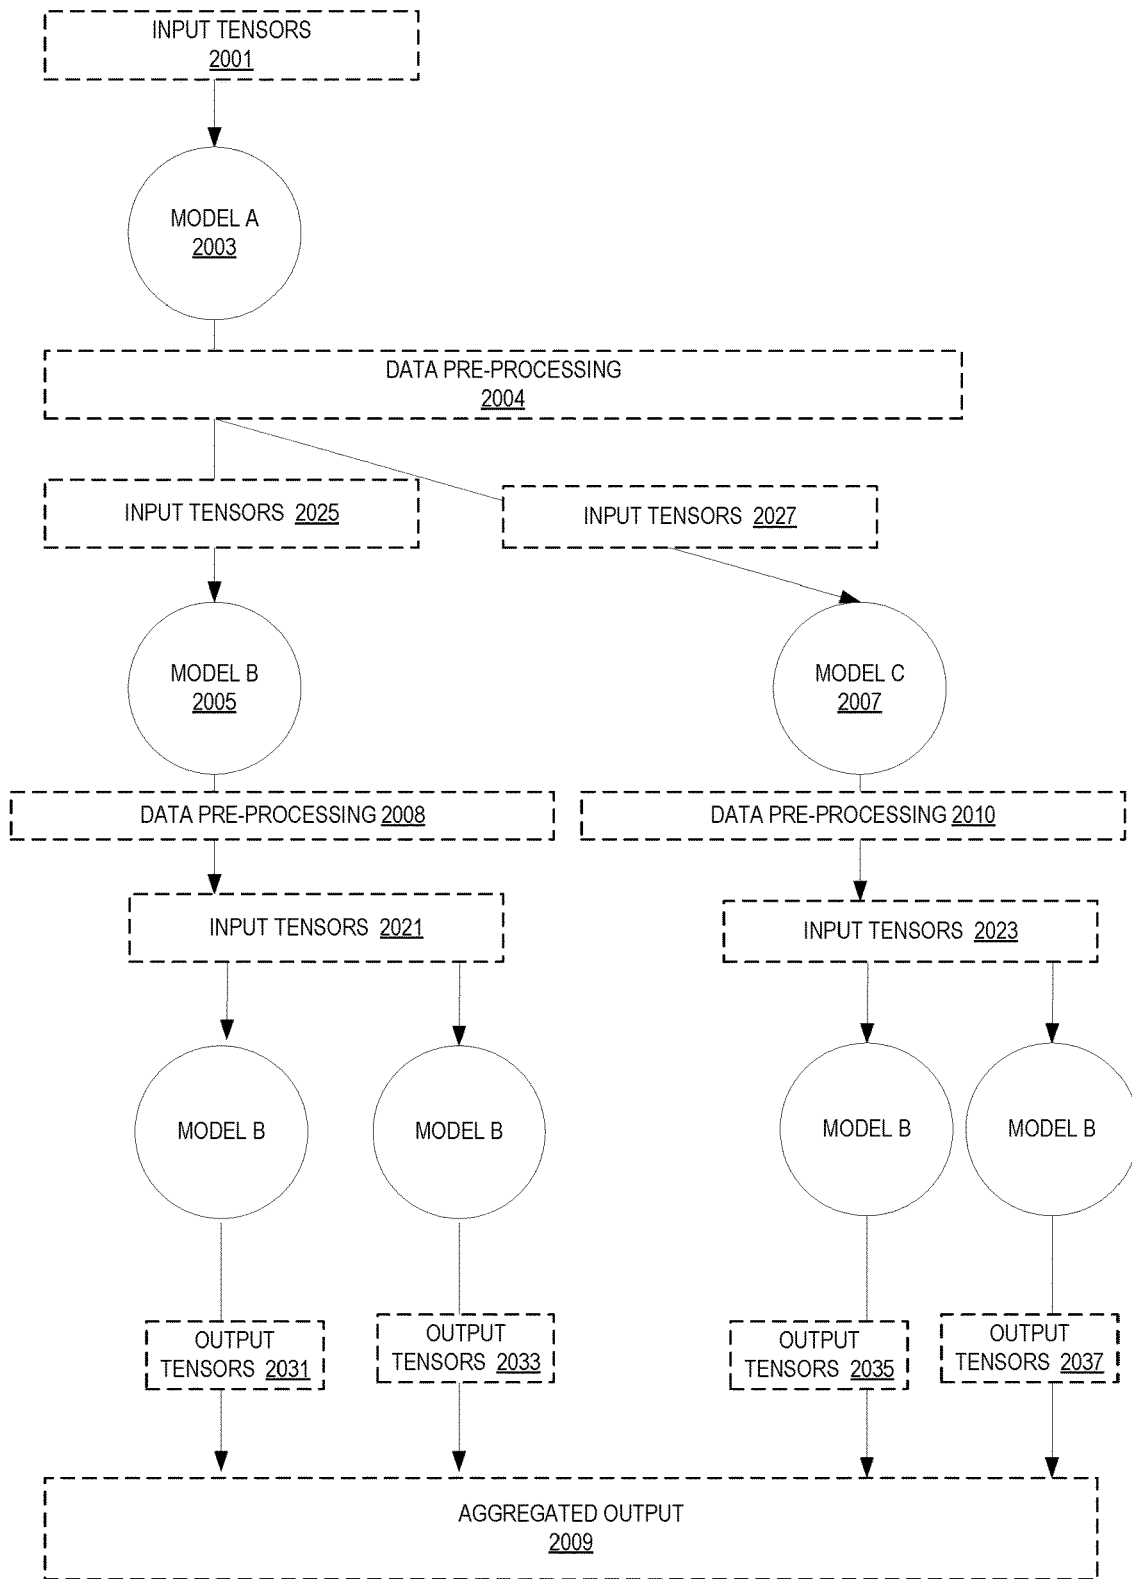 INPUT TENSORS
2001
MODEL A
2003
DATA PRE-PROCESSING
2004
INPUT TENSORS 2025
INPUT TENSORS 2027
MODEL B
2005
MODEL C
2007
DATA PRE-PROCESSING 2008
DATA PRE-PROCESSING 2010
INPUT TENSORS 2021
INPUT TENSORS 2023
MODEL B
MODEL B
MODEL B
MODEL B
OUTPUT
TENSORS 2031
OUTPUT
TENSORS 2033
OUTPUT
TENSORS 2035
OUTPUT
TENSORS 2037
AGGREGATED OUTPUT
2009